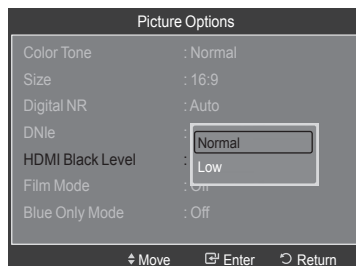 Picture Options
Color Tone : Normal
Size : 16:9
Digital NR : Auto
DNIe :
Normal
HDMI Black Level :
Low
Film Mode : Off
Blue Only Mode : Off
Move Enter Return